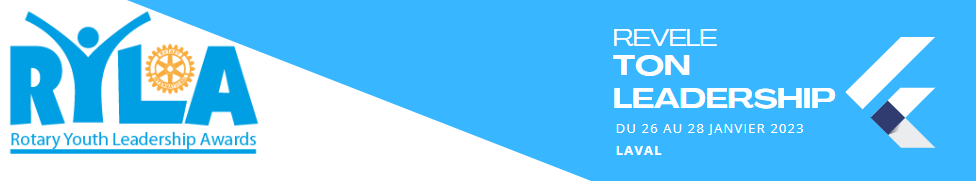 RYLA
Rotary Youth Leadership Awards
REVELE
TON
LEADERSHIP
DU 26 AU 28 JANVIER 2023
LAVAL